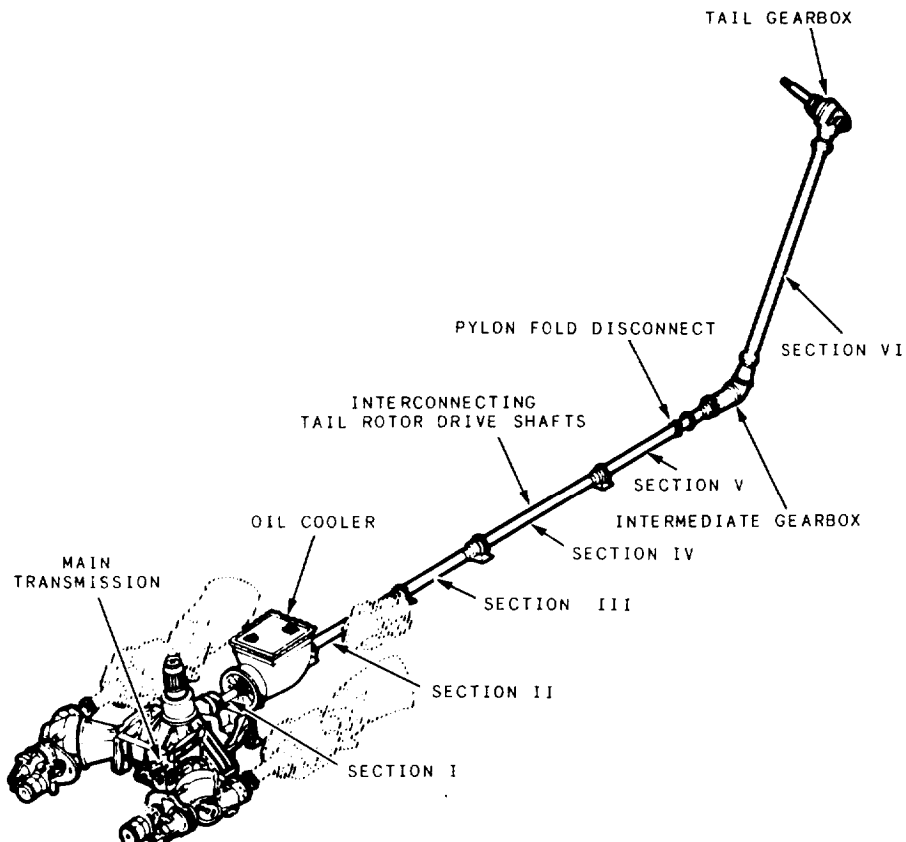 TAIL GEARBOX
SECTION VI
PYLON FOLD DISCONNECT
INTERCONNECTING
TAIL ROTOR DRIVE SHAFTS
SECTION V
OIL COOLER
INTERMEDIATE GEARBOX
SECTION IV
MAIN
TRANSMISSION
SECTION III
SECTION II
SECTION I